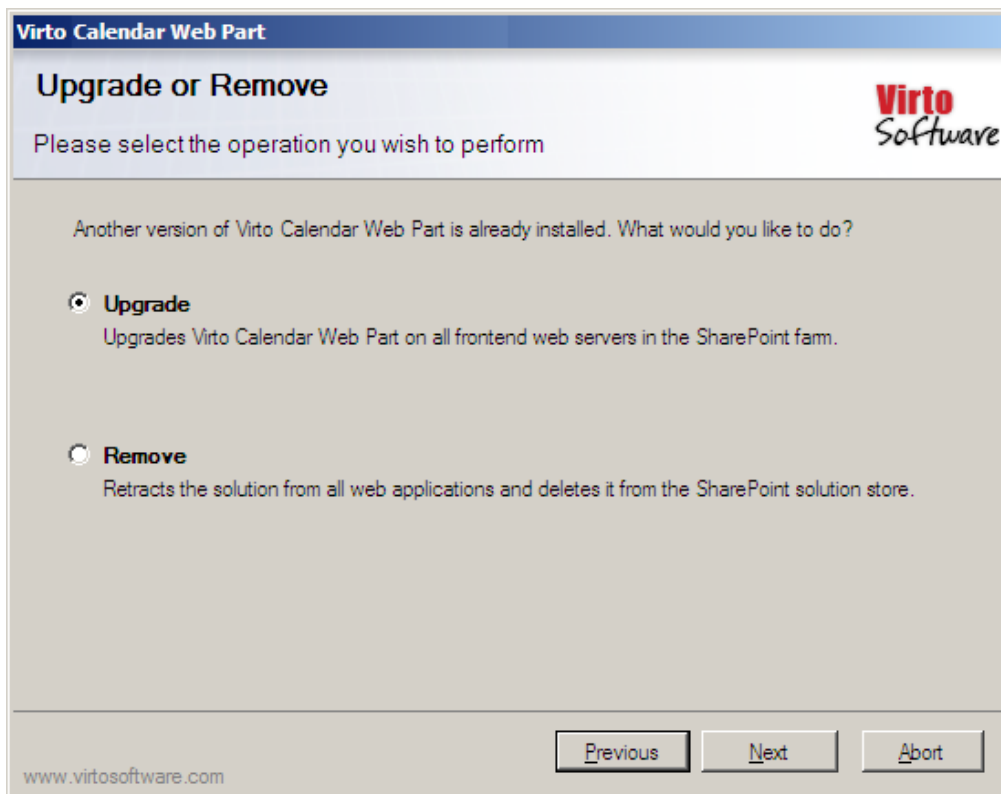 Virto Calendar Web Part
Upgrade or Remove
Please select the operation you wish to perform
Virto
Software
Another version of Virto Calendar Web Part is already installed. What would you like to do?
Upgrade
Upgrades Virto Calendar Web Part on all frontend web servers in the SharePoint farm.
Remove
Retracts the solution from all web applications and deletes it from the SharePoint solution store.
Previous Next Abort
www.virtosoftware.com